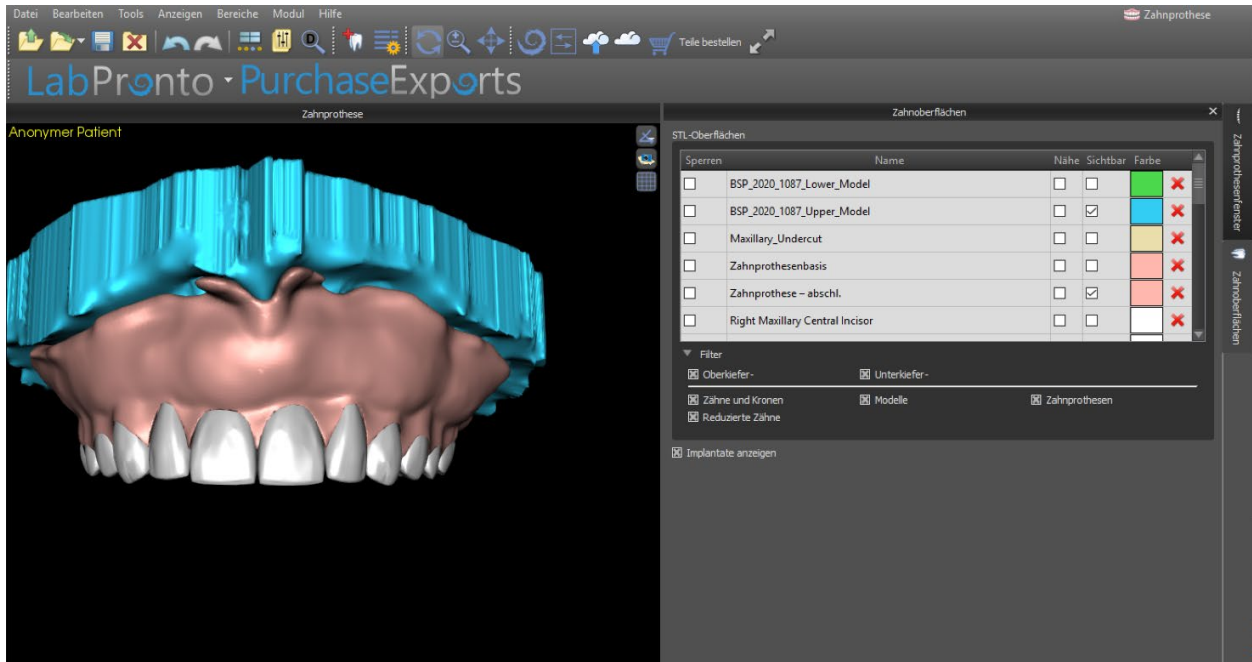 Datei Bearbeiten Tools Anzeigen Bereiche Modul Hilfe
Zahnprothese
Teile bestellen
LabPronto · PurchaseExports
Zahnprothese
Zahnoberflächen
Anonymer Patient
STL-Oberflächen
Sperren Name Nähe Sichtbar Farbe
BSP_2020_1087_Lower_Model
BSP_2020_1087_Upper_Model
Maxillary_Undercut
Zahnprothesenbasis
Zahnprothese – abschl.
Right Maxillary Central Incisor
Filter
Oberkiefer- Unterkiefer-
Zähne und Kronen Modelle Zahnprothesen
Reduzierte Zähne
Implantate anzeigen
Zahnprothesenfenster
Zahnoberflächen